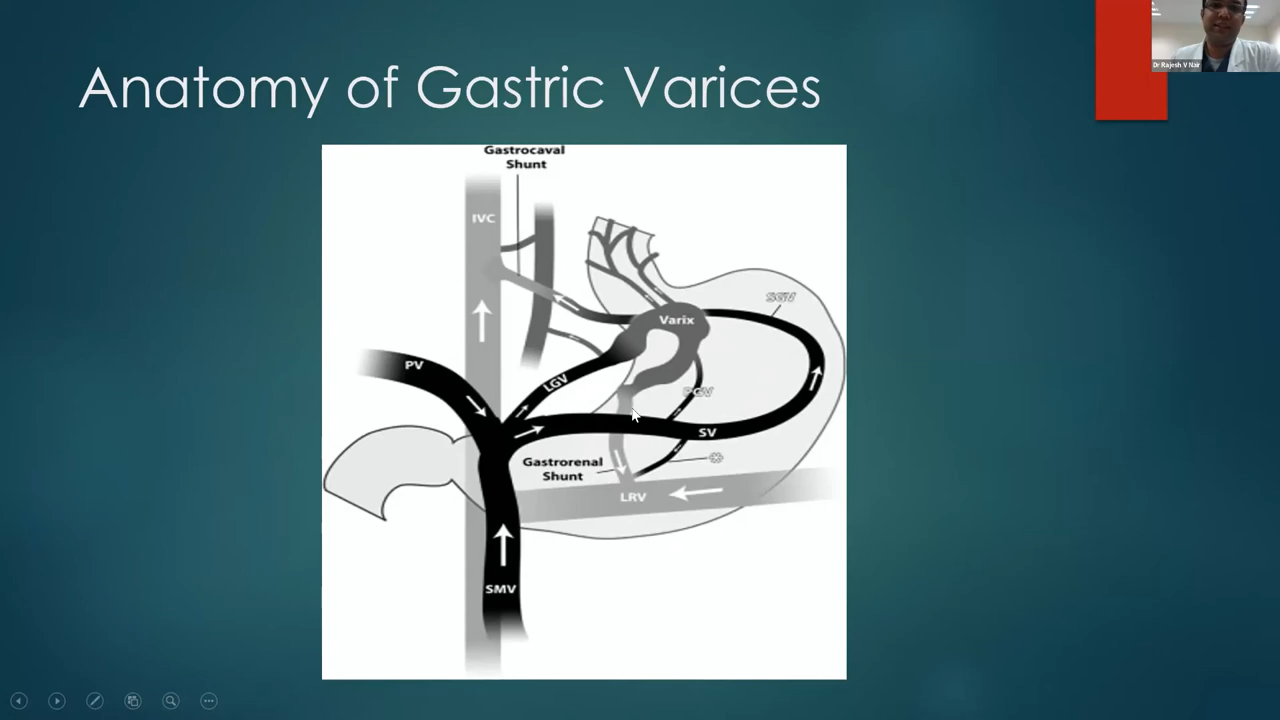 Anatomy of Gastric Varices
Dr Rajesh V Nair
Gastrocaval
Shunt
IVC
SGV
Varix
PV
LGV
PGV
SV
Gastrorenal
Shunt
LRV
SMV